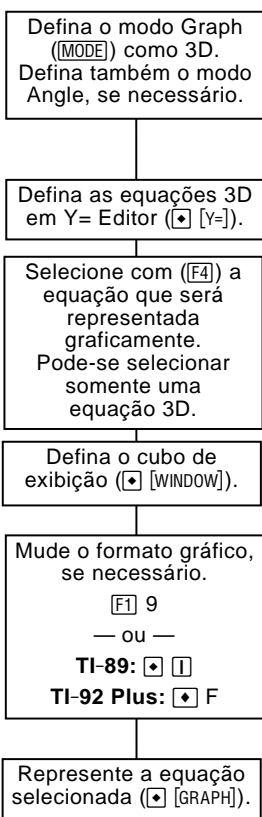 Defina o modo Graph
(MODE) como 3D.
Defina também o modo
Angle, se necessário.
Defina as equações 3D
em Y= Editor (♦ [Y=]).
Selecione com (F4) a
equação que será
representada
graficamente.
Pode-se selecionar
somente uma
equação 3D.
Defina o cubo de
exibição (♦ [WINDOW]).
Mude o formato gráfico,
se necessário.
F1 9
— ou —
TI-89: ♦ |
TI-92 Plus: ♦ F
Represente a equação
selecionada (♦ [GRAPH]).